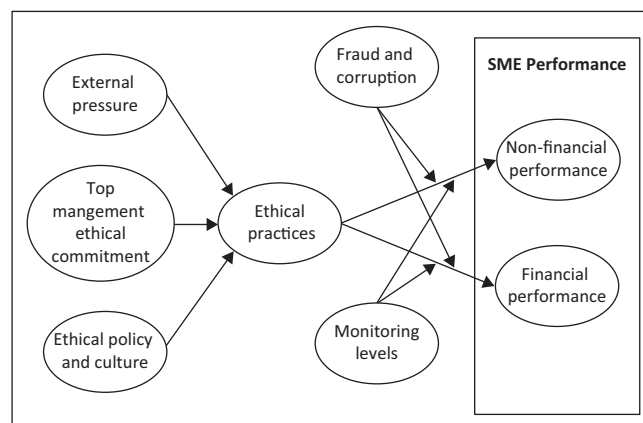 External
pressure
Top
mangement
ethical
commitment
Ethical policy
and culture
Ethical
practices
Fraud and
corruption
Monitoring
levels
SME Performance
Non-financial
performance
Financial
performance